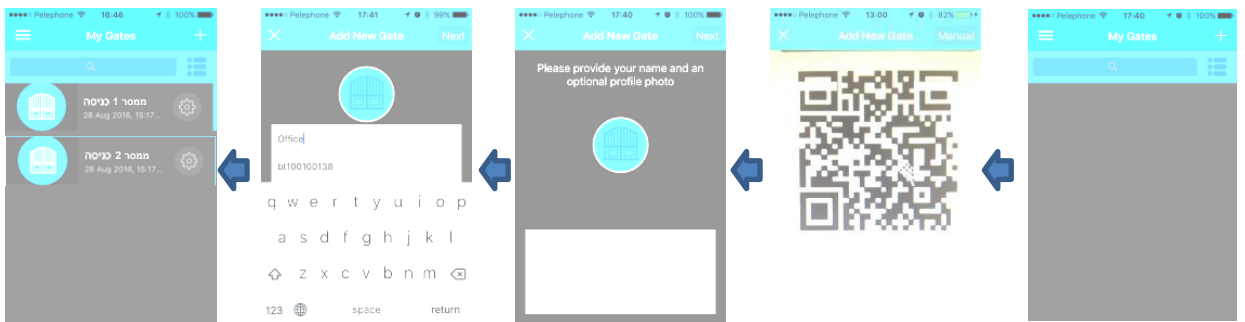 Pelephone 16:46 100%
My Gates
ממסר 1 כניסה
28 Aug 2016, 15:17...
ממסר 2 כניסה
28 Aug 2016, 15:17...
Pelephone 17:41 99%
Add New Gate Next
Office
bt100100138
q w e r t y u i o p
a s d f g h j k l
z x c v b n m
123 space return
Pelephone 17:40 100%
Add New Gate Next
Please provide your name and an
optional profile photo
Pelephone 13:00 82%
Add New Gate Manual
Pelephone 17:40 100%
My Gates